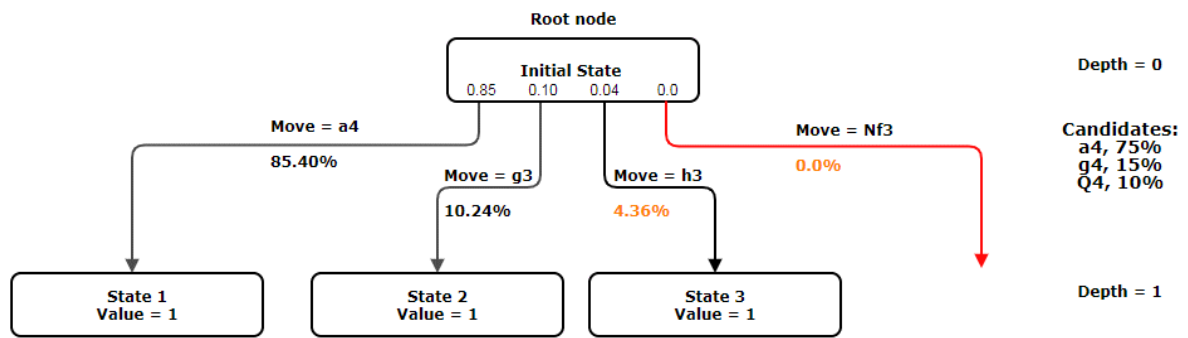 Root node
Initial State
0.85 0.10 0.04 0.0
Depth = 0
Move = a4
85.40%
Move = g3
10.24%
Move = h3
4.36%
Move = Nf3
0.0%
Candidates:
a4, 75%
g4, 15%
Q4, 10%
State 1
Value = 1
State 2
Value = 1
State 3
Value = 1
Depth = 1